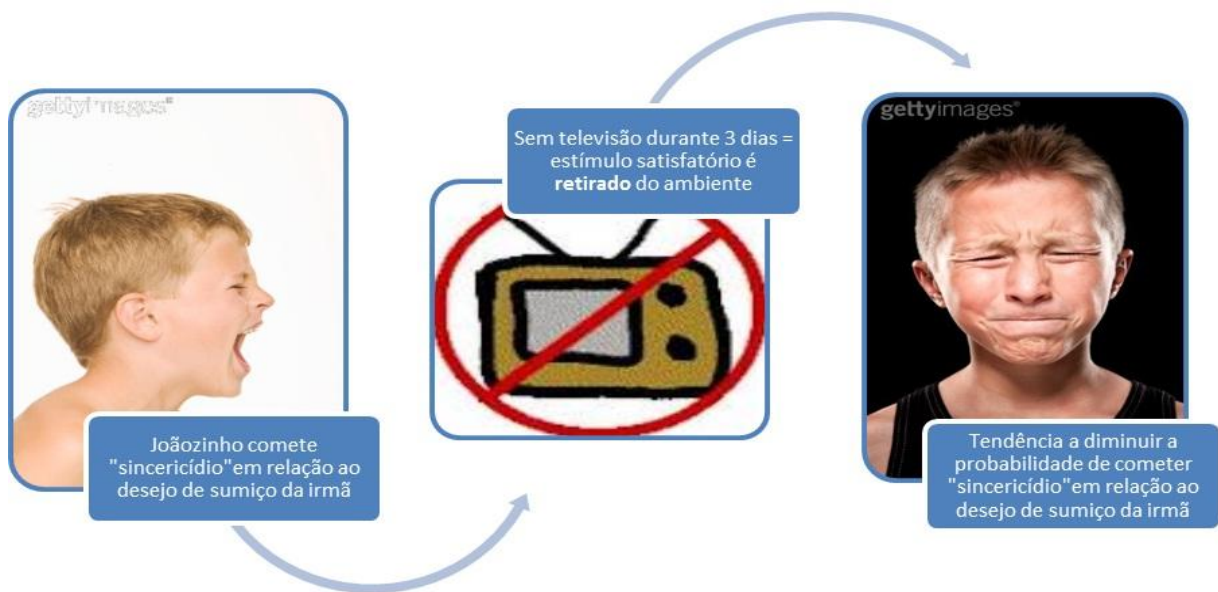 gettyimages®
Joãozinho comete
"sincericídio"em relação ao
desejo de sumiço da irmã
Sem televisão durante 3 dias =
estímulo satisfatório é
retirado do ambiente
gettyimages®
Tendência a diminuir a
probabilidade de cometer
"sincericídio"em relação ao
desejo de sumiço da irmã